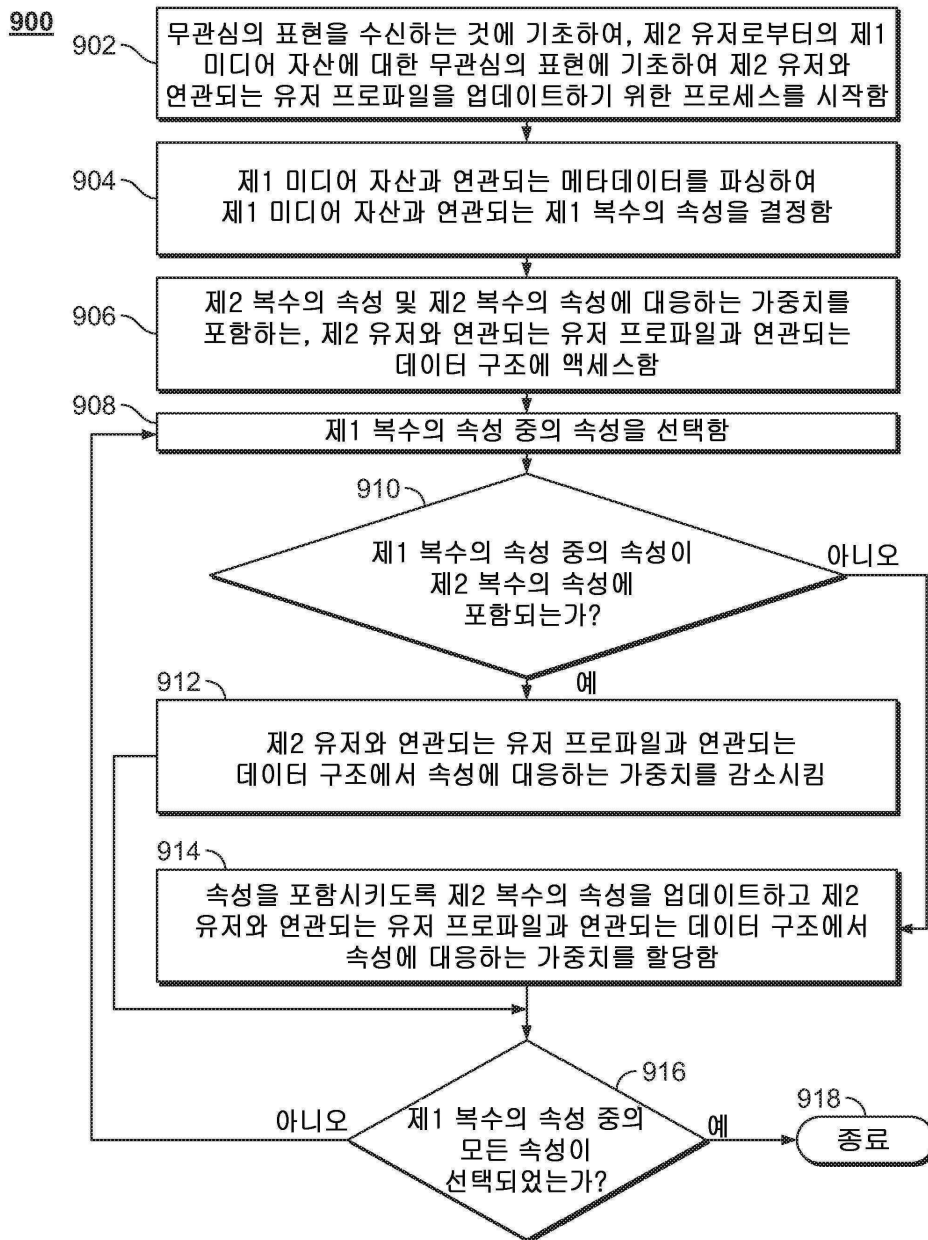 900
902
무관심의 표현을 수신하는 것에 기초하여, 제2 유저로부터의 제1
미디어 자산에 대한 무관심의 표현에 기초하여 제2 유저와
연관되는 유저 프로파일을 업데이트하기 위한 프로세스를 시작함
904
제1 미디어 자산과 연관되는 메타데이터를 파싱하여
제1 미디어 자산과 연관되는 제1 복수의 속성을 결정함
906
제2 복수의 속성 및 제2 복수의 속성에 대응하는 가중치를
포함하는, 제2 유저와 연관되는 유저 프로파일과 연관되는
데이터 구조에 액세스함
908
제1 복수의 속성 중의 속성을 선택함
910
제1 복수의 속성 중의 속성이
제2 복수의 속성에
포함되는가?
아니오
예
912
제2 유저와 연관되는 유저 프로파일과 연관되는
데이터 구조에서 속성에 대응하는 가중치를 감소시킴
914
속성을 포함시키도록 제2 복수의 속성을 업데이트하고 제2
유저와 연관되는 유저 프로파일과 연관되는 데이터 구조에서
속성에 대응하는 가중치를 할당함
916
제1 복수의 속성 중의
모든 속성이
선택되었는가?
아니오
예
918
종료